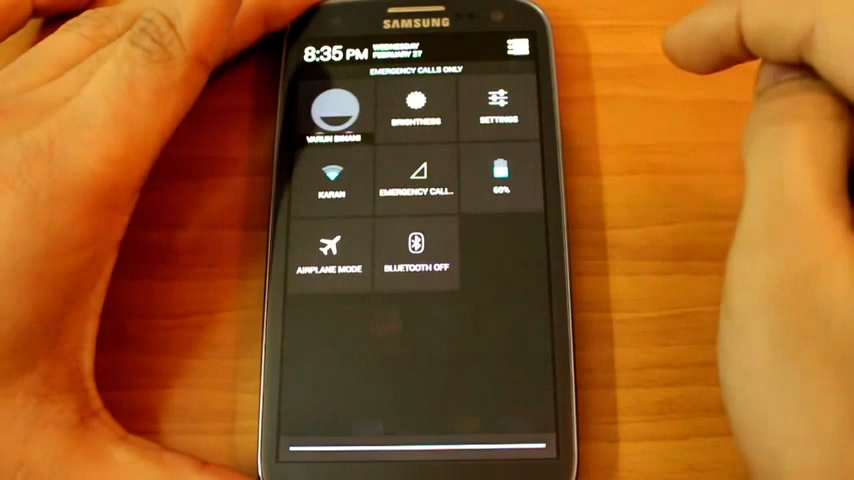 SAMSUNG
8:35 PM
WEDNESDAY
FEBRUARY 27
EMERGENCY CALLS ONLY
VARUN BINANI
BRIGHTNESS
SETTINGS
KARAN
EMERGENCY CALL..
60%
AIRPLANE MODE
BLUETOOTH OFF